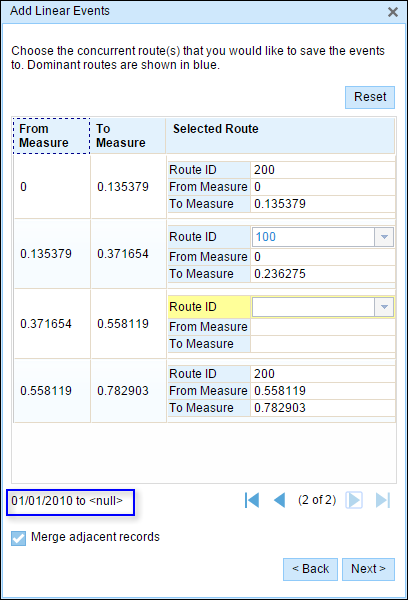 Add Linear Events
Choose the concurrent route(s) that you would like to save the events
to. Dominant routes are shown in blue.
Reset
From Measure To Measure Selected Route
0 0.135379 Route ID 200
From Measure 0
To Measure 0.135379
0.135379 0.371654 Route ID 100
From Measure 0
To Measure 0.236275
0.371654 0.558119 Route ID
From Measure
To Measure
0.558119 0.782903 Route ID 200
From Measure 0.558119
To Measure 0.782903
01/01/2010 to <null> (2 of 2)
Merge adjacent records
< Back Next >